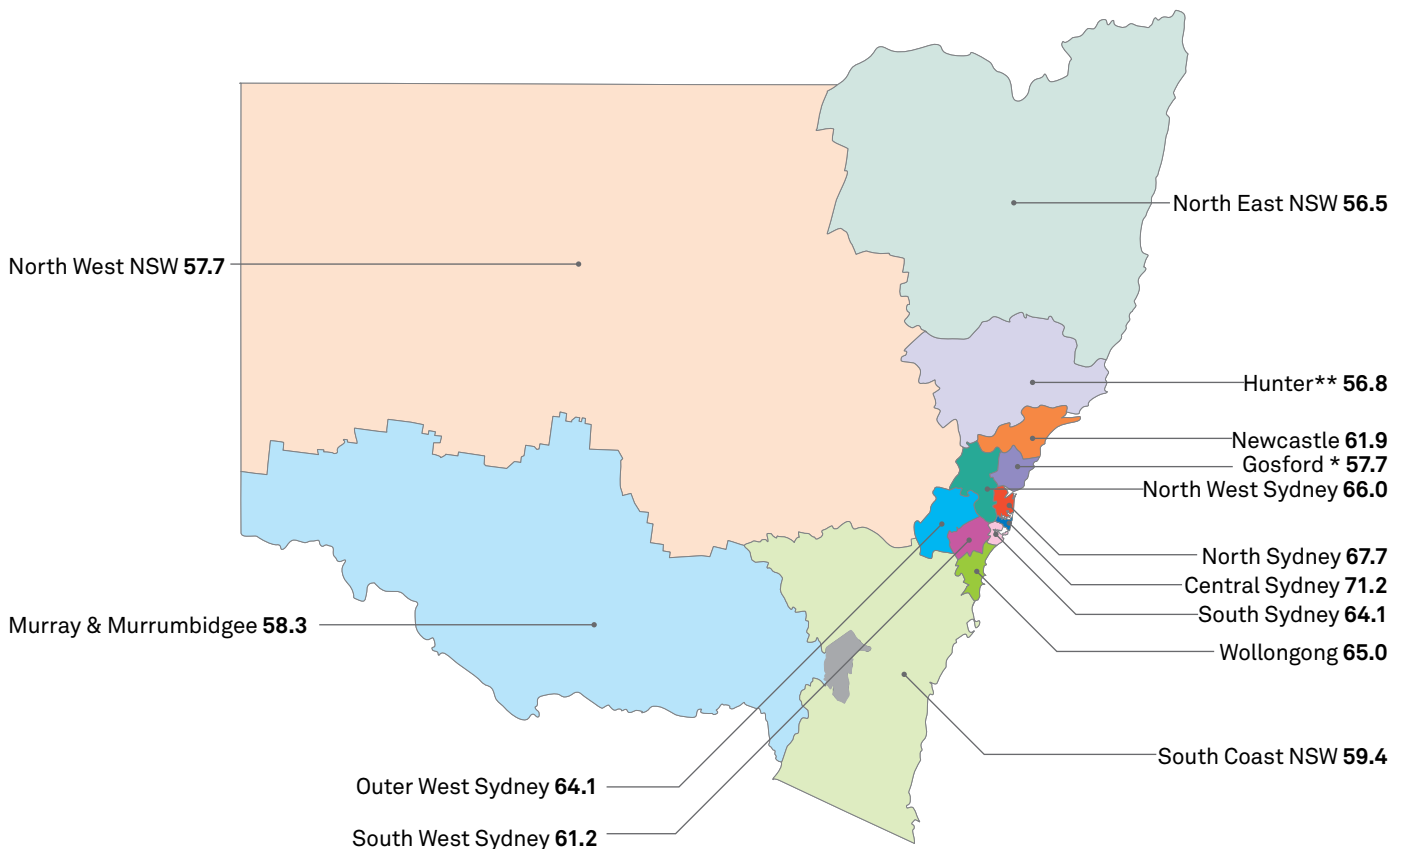 North East NSW 56.5
North West NSW 57.7
Hunter** 56.8
Newcastle 61.9
Gosford * 57.7
North West Sydney 66.0
North Sydney 67.7
Central Sydney 71.2
South Sydney 64.1
Murray & Murrumbidgee 58.3
Wollongong 65.0
South Coast NSW 59.4
Outer West Sydney 64.1
South West Sydney 61.2